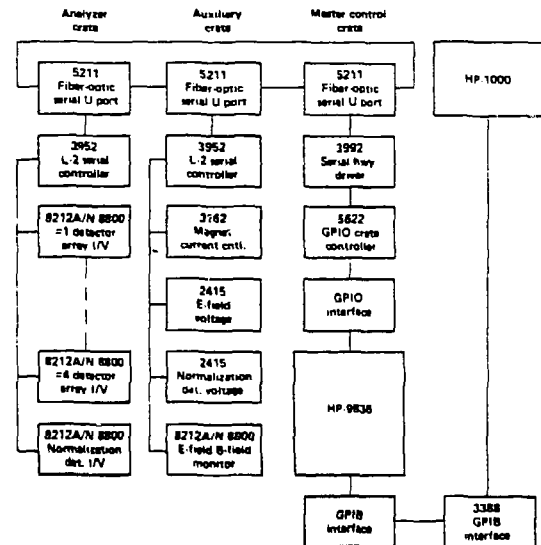 Analyzer
crate
Auxiliary
crate
Master control
crate
5211
Fiber-optic
serial U port
5211
Fiber-optic
serial U port
5211
Fiber-optic
serial U port
HP-1000
3952
L-2 serial
controller
3952
L-2 serial
controller
3992
Serial hwy
driver
8212A/N 8800
=1 detector
array I/V
3162
Magnet
current cntl.
5622
GPIO crate
controller
2415
E-field
voltage
GPIO
interface
8212A/N 8800
=4 detector
array I/V
2415
Normalization
det. voltage
HP-9836
8212A/N 8800
Normalization
det. I/V
8212A/N 8800
E-field B-field
monitor
GPIB
interface
3388
GPIB
interface